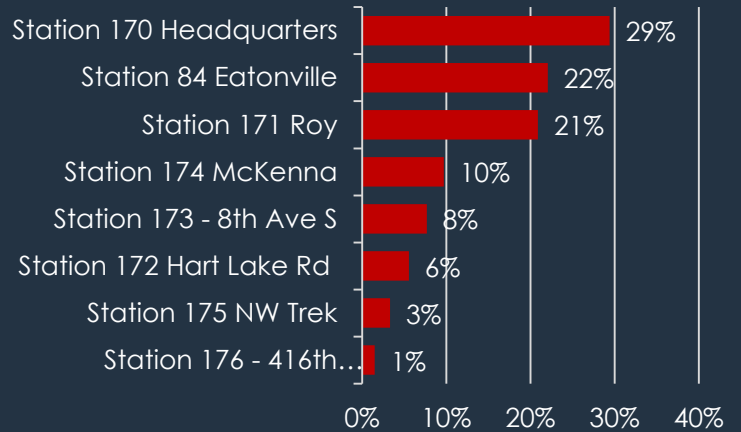 Station 170 Headquarters 29%
Station 84 Eatonville 22%
Station 171 Roy 21%
Station 174 McKenna 10%
Station 173 - 8th Ave S 8%
Station 172 Hart Lake Rd 6%
Station 175 NW Trek 3%
Station 176 - 416th… 1%
0% 10% 20% 30% 40%